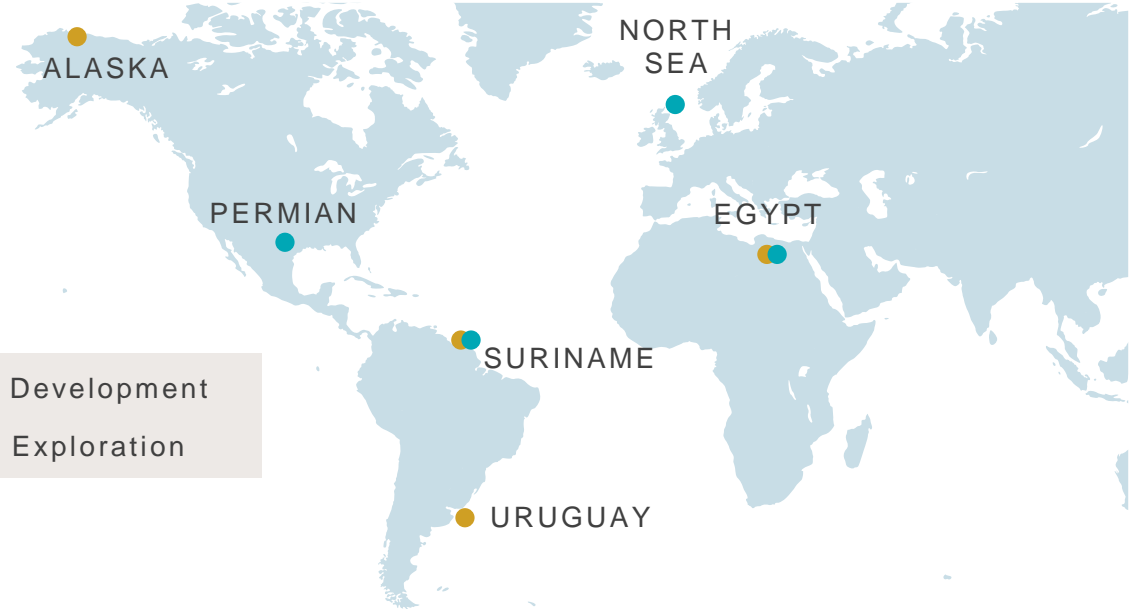 NORTH
SEA
ALASKA
PERMIAN
EGYPT
SURINAME
Development
Exploration
URUGUAY